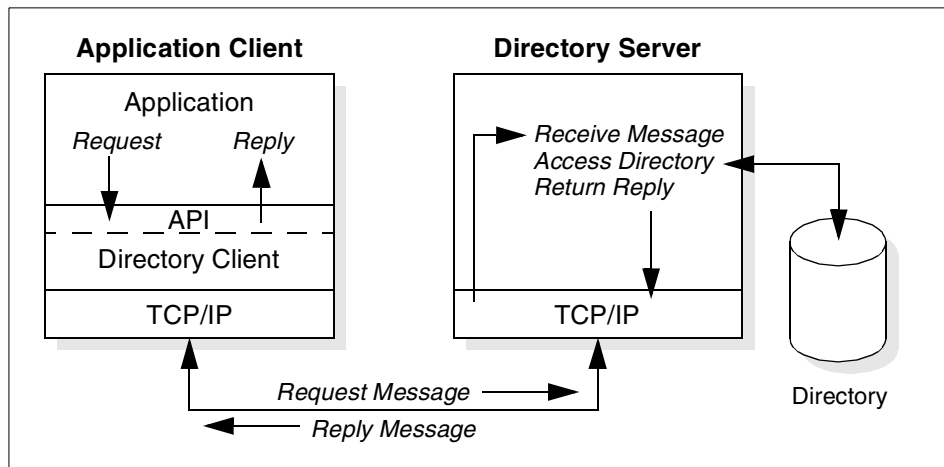 Application Client
Directory Server
Application
Request
Reply
API
Directory Client
TCP/IP
Receive Message
Access Directory
Return Reply
TCP/IP
Directory
Request Message
Reply Message